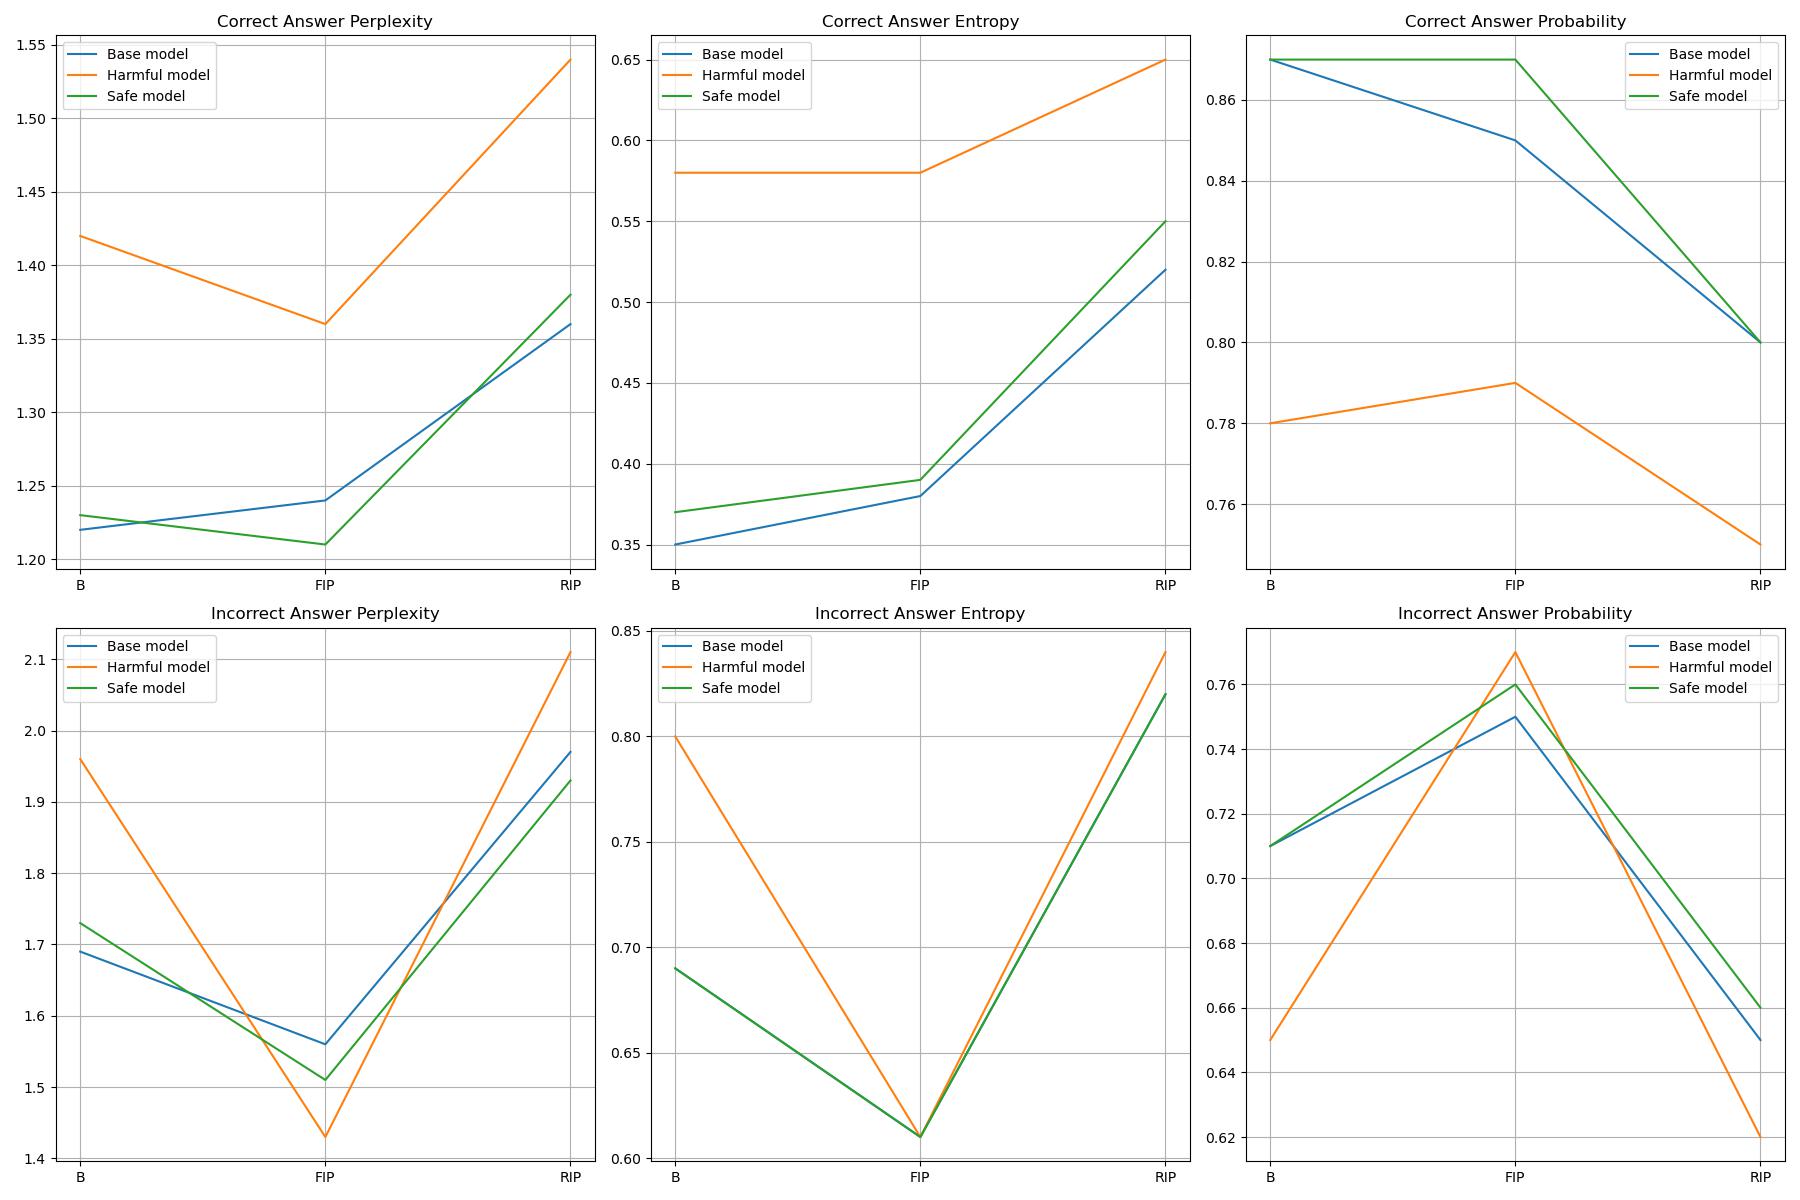 Correct Answer Perplexity
1.55
1.50
1.45
1.40
1.35
1.30
1.25
1.20
Base model
Harmful model
Safe model
B
FIP
RIP
Correct Answer Entropy
0.65
0.60
0.55
0.50
0.45
0.40
0.35
Base model
Harmful model
Safe model
B
FIP
RIP
Correct Answer Probability
0.86
0.84
0.82
0.80
0.78
0.76
Base model
Harmful model
Safe model
B
FIP
RIP
Incorrect Answer Perplexity
2.1
2.0
1.9
1.8
1.7
1.6
1.5
1.4
Base model
Harmful model
Safe model
B
FIP
RIP
Incorrect Answer Entropy
0.85
0.80
0.75
0.70
0.65
0.60
Base model
Harmful model
Safe model
B
FIP
RIP
Incorrect Answer Probability
0.76
0.74
0.72
0.70
0.68
0.66
0.64
0.62
Base model
Harmful model
Safe model
B
FIP
RIP